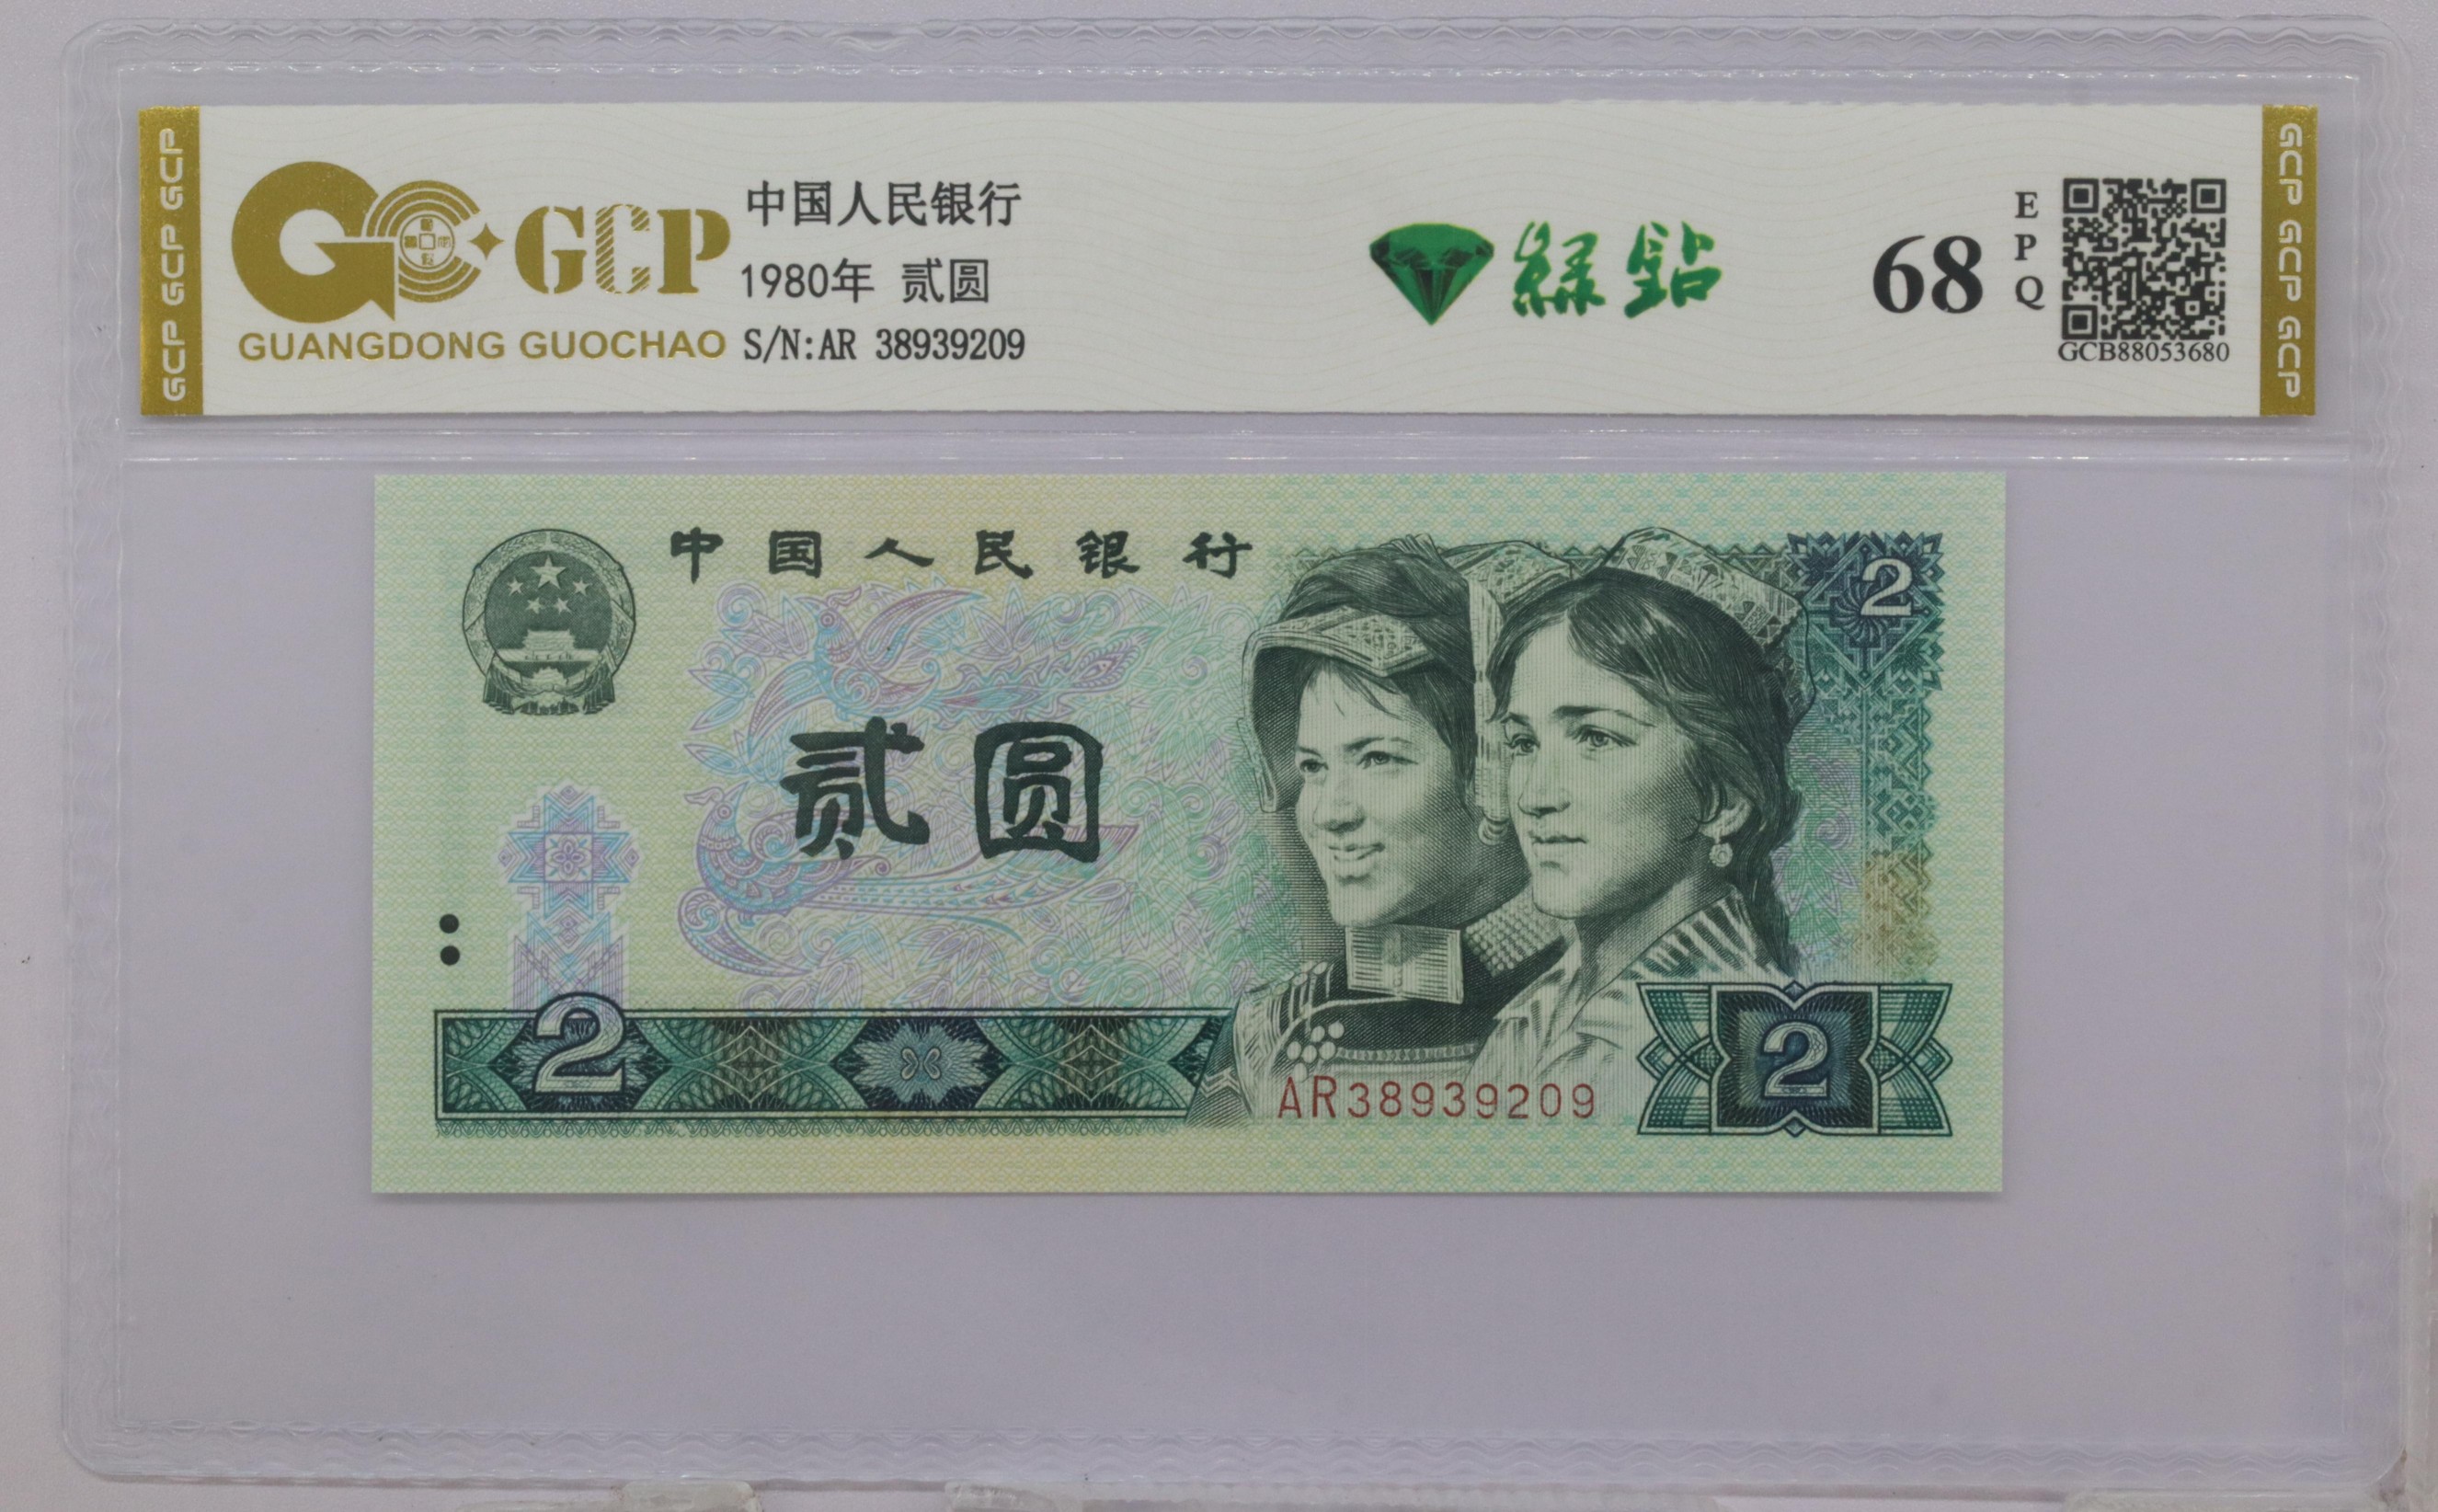 GCP GCP GCP
GCP
GUANGDONG GUOCHAO
中国人民银行
1980年 贰圆
S/N:AR 38939209
綠鉆
68
EPQ
GCB88053680
GCP GCP GCP
中国人民银行
2
贰圆
2
AR38939209
2